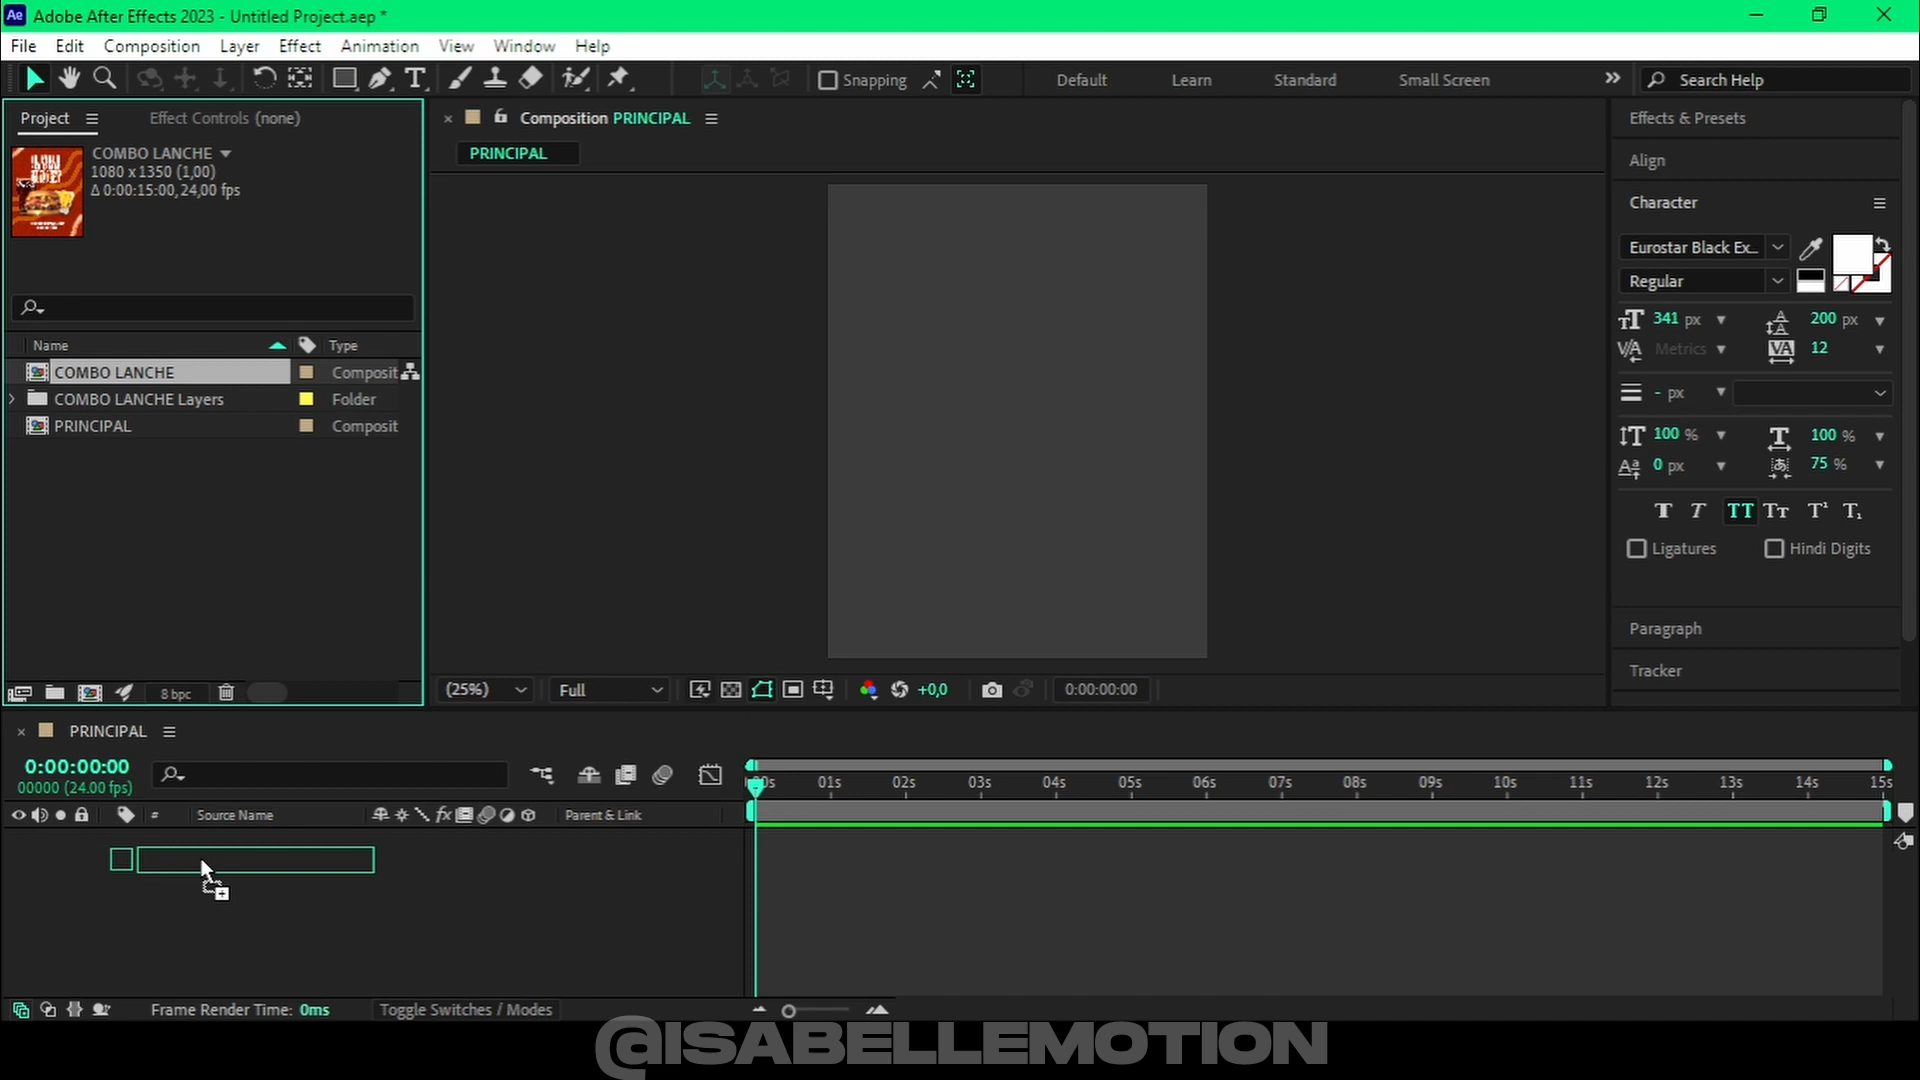 Ae Adobe After Effects 2023 - Untitled Project.aep *
File Edit Composition Layer Effect Animation View Window Help
Snapping Default Learn Standard Small Screen Search Help
Project Effect Controls (none)
Composition PRINCIPAL
PRINCIPAL
COMBO LANCHE
1080 x 1350 (1,00)
Δ 0:00:15:00, 24,00 fps
Name Type
COMBO LANCHE Composit
COMBO LANCHE Layers Folder
PRINCIPAL Composit
8 bpc
(25%) Full +0,0 0:00:00:00
Effects & Presets
Align
Character
Eurostar Black Ex...
Regular
341 px 200 px
Metrics 12
- px
100 % 100 %
0 px 75 %
Ligatures Hindi Digits
Paragraph
Tracker
PRINCIPAL
0:00:00:00
00000 (24.00 fps)
00s 01s 02s 03s 04s 05s 06s 07s 08s 09s 10s 11s 12s 13s 14s 15s
# Source Name fx Parent & Link
Frame Render Time: 0ms Toggle Switches / Modes
@ISABELLEMOTION